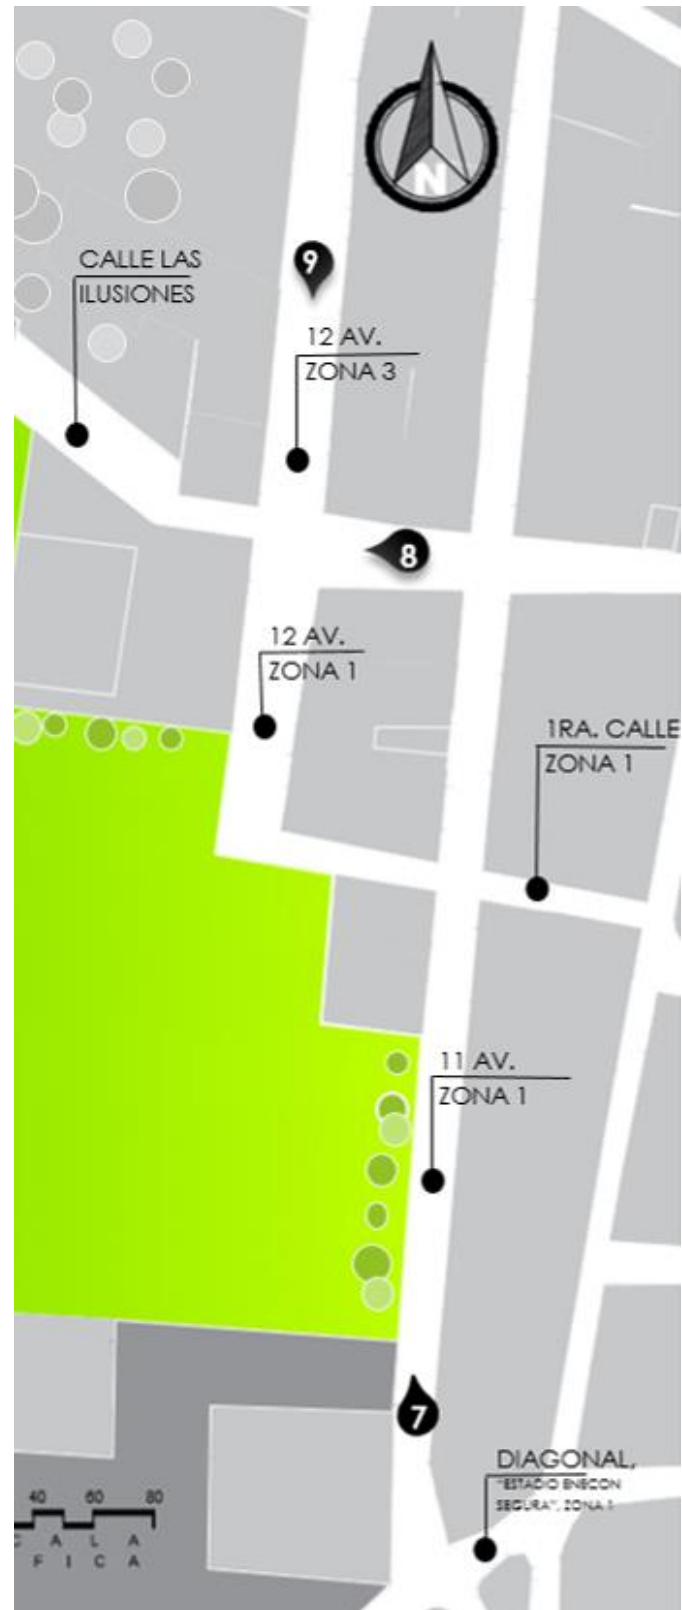 N
CALLE LAS
ILUSIONES
9
12 AV.
ZONA 3
8
12 AV.
ZONA 1
1RA. CALLE
ZONA 1
11 AV.
ZONA 1
7
DIAGONAL,
"ESTADIO
SEGURA", ZONA 1
40 60 80
A L A
F I C A